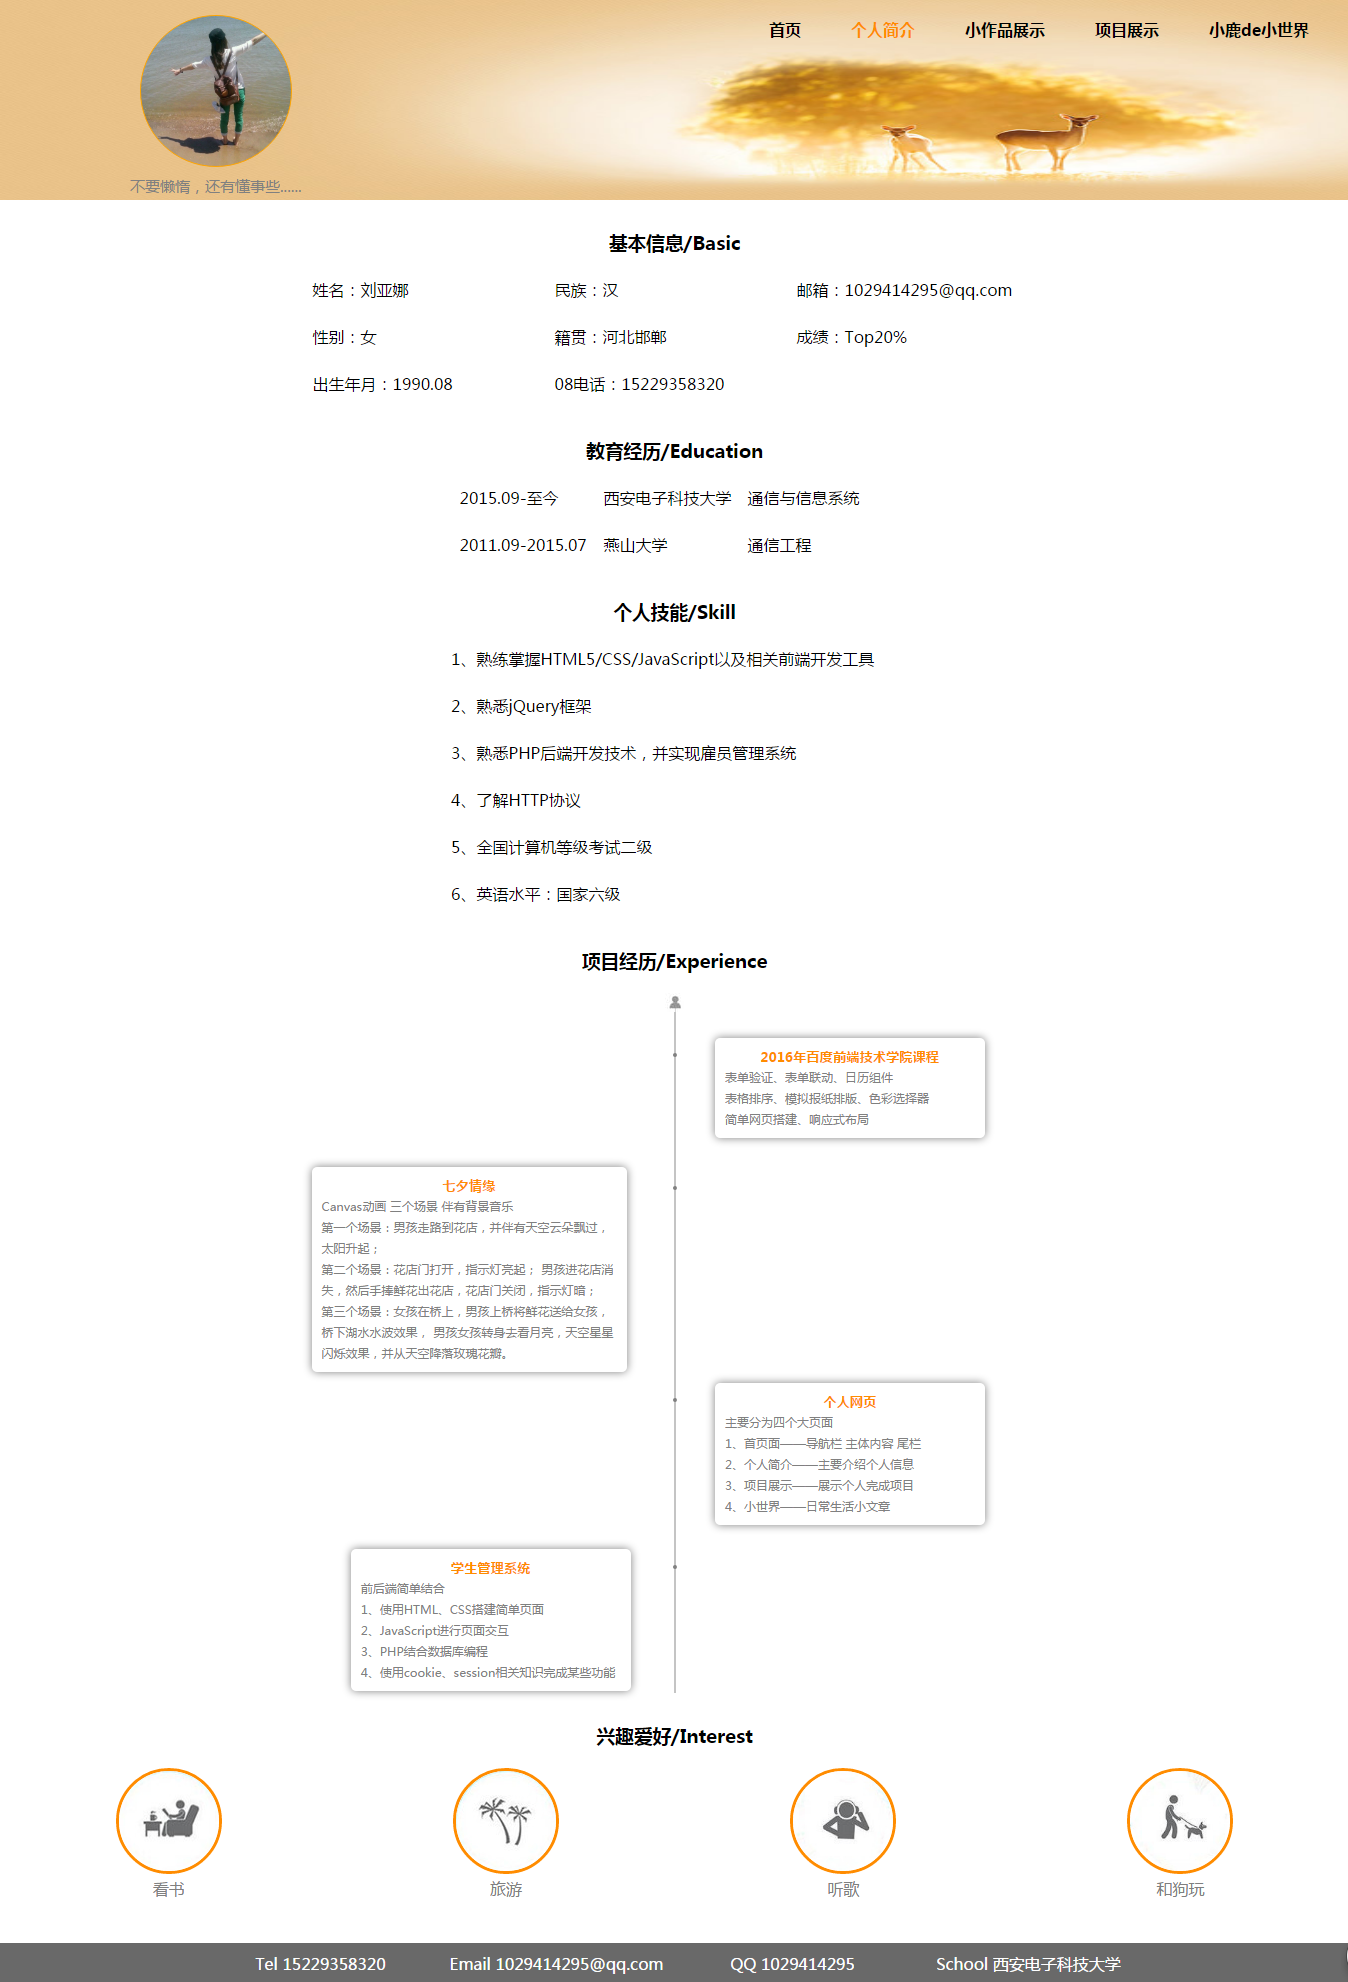 首页 个人简介 小作品展示 项目展示 小鹿de小世界
不要懒惰，还有懂事些......
基本信息/Basic
姓名：刘亚娜 民族：汉 邮箱：1029414295@qq.com
性别：女 籍贯：河北邯郸 成绩：Top20%
出生年月：1990.08 08电话：15229358320
教育经历/Education
2015.09-至今 西安电子科技大学 通信与信息系统
2011.09-2015.07 燕山大学 通信工程
个人技能/Skill
1、熟练掌握HTML5/CSS/JavaScript以及相关前端开发工具
2、熟悉jQuery框架
3、熟悉PHP后端开发技术，并实现雇员管理系统
4、了解HTTP协议
5、全国计算机等级考试二级
6、英语水平：国家六级
项目经历/Experience
2016年百度前端技术学院课程
表单验证、表单联动、日历组件
表格排序、模拟报纸排版、色彩选择器
简单网页搭建、响应式布局
七夕情缘
Canvas动画 三个场景 伴有背景音乐
第一个场景：男孩走路到花店，并伴有天空云朵飘过，
太阳升起；
第二个场景：花店门打开，指示灯亮起； 男孩进花店消
失，然后手捧鲜花出花店，花店门关闭，指示灯暗；
第三个场景：女孩在桥上，男孩上桥将鲜花送给女孩，
桥下湖水水波效果， 男孩女孩转身去看月亮，天空星星
闪烁效果，并从天空降落玫瑰花瓣。
个人网页
主要分为四个大页面
1、首页面——导航栏 主体内容 尾栏
2、个人简介——主要介绍个人信息
3、项目展示——展示个人完成项目
4、小世界——日常生活小文章
学生管理系统
前后端简单结合
1、使用HTML、CSS搭建简单页面
2、JavaScript进行页面交互
3、PHP结合数据库编程
4、使用cookie、session相关知识完成某些功能
兴趣爱好/Interest
看书 旅游 听歌 和狗玩
Tel 15229358320 Email 1029414295@qq.com QQ 1029414295 School 西安电子科技大学